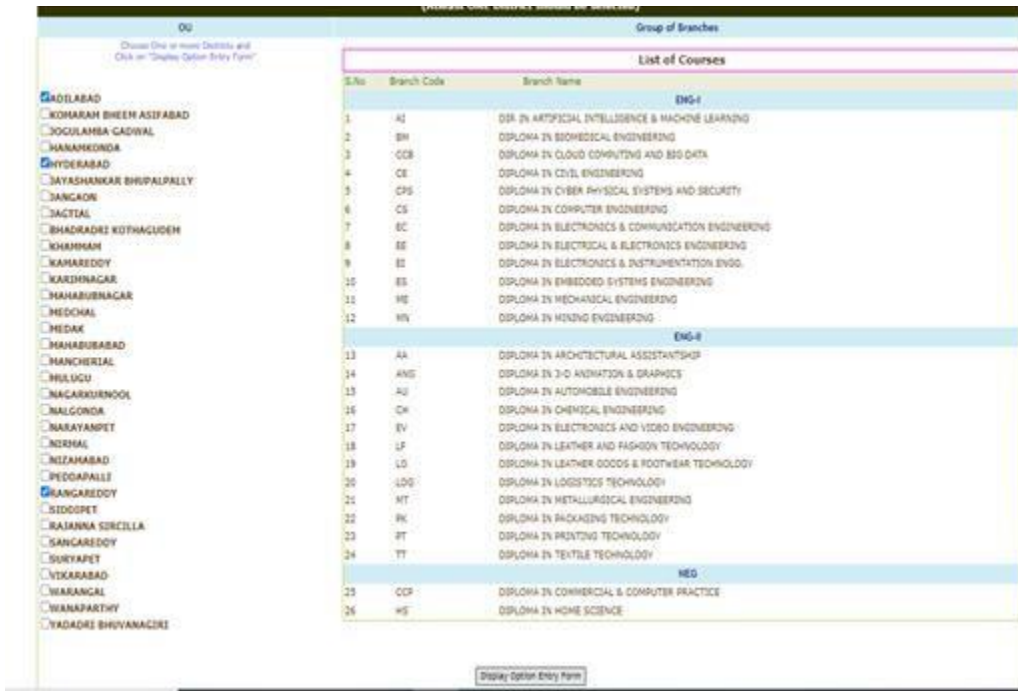 (Atleast One District should be Selected)
OU
Group of Branches
Choose One or more Districts and
Click on "Display Option Entry Form"
ADILABAD
KOMARAM BHEEM ASIFABAD
JOGULAMBA GADWAL
HANAMKONDA
HYDERABAD
JAYASHANKAR BHUPALPALLY
JANGAON
JAGTIAL
BHADRADRI KOTHAGUDEM
KHAMMAM
KAMAREDDY
KARIMNAGAR
MAHABUBNAGAR
MEDCHAL
MEDAK
MAHABUBABAD
MANCHERIAL
MULUGU
NAGARKURNOOL
NALGONDA
NARAYANPET
NIRMAL
NIZAMABAD
PEDDAPALLI
RANGAREDDY
SIDDIPET
RAJANNA SIRCILLA
SANGAREDDY
SURYAPET
VIKARABAD
WARANGAL
WANAPARTHY
YADADRI BHUVANAGIRI
List of Courses
S.No Branch Code Branch Name
ENG-I
1 AI DIP. IN ARTIFICIAL INTELLIGENCE & MACHINE LEARNING
2 BM DIPLOMA IN BIOMEDICAL ENGINEERING
3 CCB DIPLOMA IN CLOUD COMPUTING AND BIG DATA
4 CE DIPLOMA IN CIVIL ENGINEERING
5 CPS DIPLOMA IN CYBER PHYSICAL SYSTEMS AND SECURITY
6 CS DIPLOMA IN COMPUTER ENGINEERING
7 EC DIPLOMA IN ELECTRONICS & COMMUNICATION ENGINEERING
8 EE DIPLOMA IN ELECTRICAL & ELECTRONICS ENGINEERING
9 EI DIPLOMA IN ELECTRONICS & INSTRUMENTATION ENGG.
10 ES DIPLOMA IN EMBEDDED SYSTEMS ENGINEERING
11 ME DIPLOMA IN MECHANICAL ENGINEERING
12 MN DIPLOMA IN MINING ENGINEERING
ENG-II
13 AA DIPLOMA IN ARCHITECTURAL ASSISTANTSHIP
14 ANG DIPLOMA IN 3-D ANIMATION & GRAPHICS
15 AU DIPLOMA IN AUTOMOBILE ENGINEERING
16 CH DIPLOMA IN CHEMICAL ENGINEERING
17 EV DIPLOMA IN ELECTRONICS AND VIDEO ENGINEERING
18 LF DIPLOMA IN LEATHER AND FASHION TECHNOLOGY
19 LG DIPLOMA IN LEATHER GOODS & FOOTWEAR TECHNOLOGY
20 LOG DIPLOMA IN LOGISTICS TECHNOLOGY
21 MT DIPLOMA IN METALLURGICAL ENGINEERING
22 PK DIPLOMA IN PACKAGING TECHNOLOGY
23 PT DIPLOMA IN PRINTING TECHNOLOGY
24 TT DIPLOMA IN TEXTILE TECHNOLOGY
NEG
25 CCP DIPLOMA IN COMMERCIAL & COMPUTER PRACTICE
26 HS DIPLOMA IN HOME SCIENCE
Display Option Entry Form